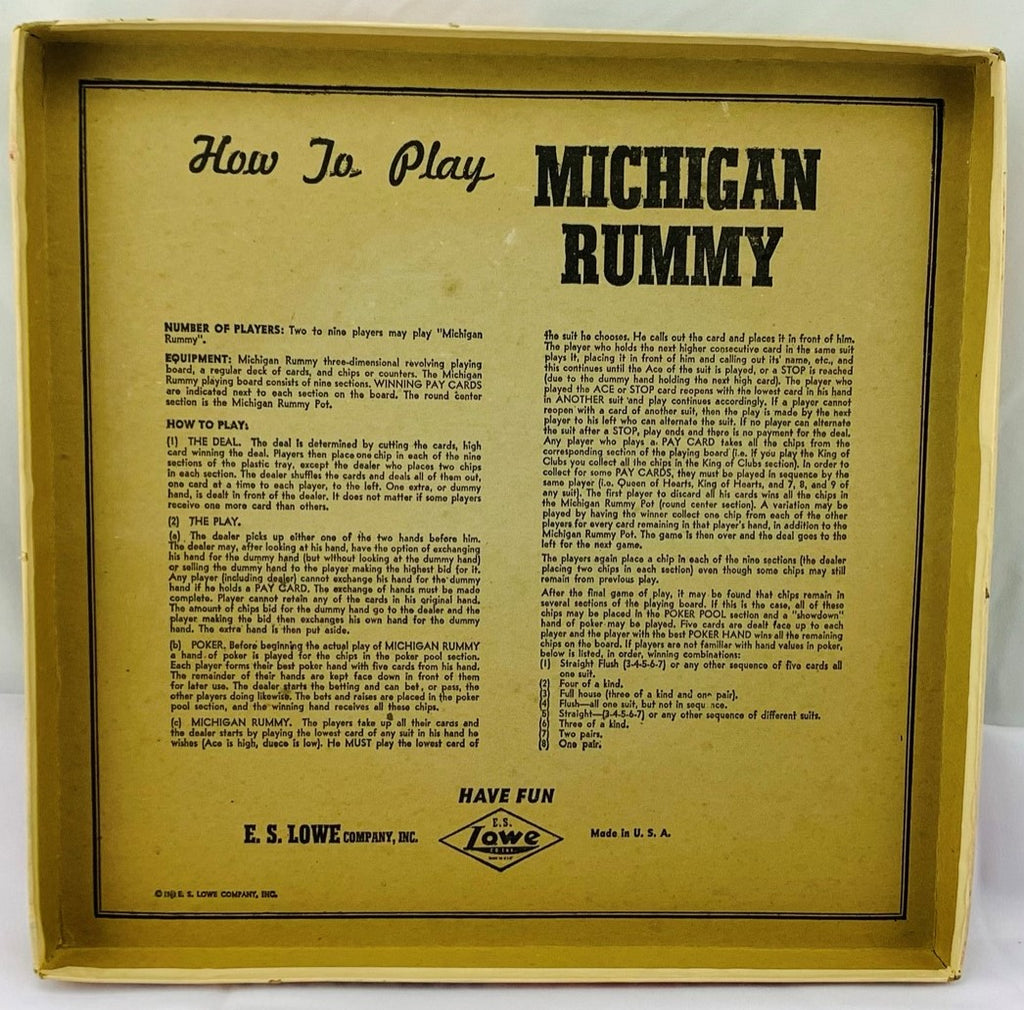 How To Play
MICHIGAN
RUMMY
NUMBER OF PLAYERS: Two to nine players may play "Michigan
Rummy".
EQUIPMENT: Michigan Rummy three-dimensional revolving playing
board, a regular deck of cards, and chips or counters. The Michigan
Rummy playing board consists of nine sections. WINNING PAY CARDS
are indicated next to each section on the board. The round center
section is the Michigan Rummy Pot.
HOW TO PLAY:
(1) THE DEAL. The deal is determined by cutting the cards, high
card winning the deal. Players then place one chip in each of the nine
sections of the plastic tray, except the dealer who places two chips
in each section. The dealer shuffles the cards and deals all of them out,
one card at a time to each player, to the left. One extra, or dummy
hand, is dealt in front of the dealer. It does not matter if some players
receive one more card than others.
(2) THE PLAY.
(a) The dealer picks up either one of the two hands before him.
The dealer may, after looking at his hand, have the option of exchanging
his hand for the dummy hand (but without looking at the dummy hand)
or selling the dummy hand to the player making the highest bid for it.
Any player (including dealer) cannot exchange his hand for the dummy
hand if he holds a PAY CARD. The exchange of hands must be made
complete. Player cannot retain any of the cards in his original hand.
The amount of chips bid for the dummy hand go to the dealer and the
player making the bid then exchanges his own hand for the dummy
hand. The extra hand is then put aside.
(b) POKER. Before beginning the actual play of MICHIGAN RUMMY
a hand of poker is played for the chips in the poker pool section.
Each player forms their best poker hand with five cards from his hand.
The remainder of their hands are kept face down in front of them
for later use. The dealer starts the betting and can bet, or pass, the
other players doing likewise. The bets and raises are placed in the poker
pool section, and the winning hand receives all these chips.
(c) MICHIGAN RUMMY. The players take up all their cards and
the dealer starts by playing the lowest card of any suit in his hand he
wishes (Ace is high, duece is low). He MUST play the lowest card of
the suit he chooses. He calls out the card and places it in front of him.
The player who holds the next higher consecutive card in the same suit
plays it, placing it in front of him and calling out its' name, etc., and
this continues until the Ace of the suit is played, or a STOP is reached
(due to the dummy hand holding the next high card). The player who
played the ACE or STOP card reopens with the lowest card in his hand
in ANOTHER suit and play continues accordingly. If a player cannot
reopen with a card of another suit, then the play is made by the next
player to his left who can alternate the suit. If no player can alternate
the suit after a STOP, play ends and there is no payment for the deal.
Any player who plays a PAY CARD takes all the chips from the
corresponding section of the playing board (i.e. If you play the King of
Clubs you collect all the chips in the King of Clubs section). In order to
collect for some PAY CARDS, they must be played in sequence by the
same player (i.e. Queen of Hearts, King of Hearts, and 7, 8, and 9 of
any suit). The first player to discard all his cards wins all the chips in
the Michigan Rummy Pot (round center section). A variation may be
played by having the winner collect one chip from each of the other
players for every card remaining in that player's hand, in addition to the
Michigan Rummy Pot. The game is then over and the deal goes to the
left for the next game.
The players again place a chip in each of the nine sections (the dealer
placing two chips in each section) even though some chips may still
remain from previous play.
After the final game of play, it may be found that chips remain in
several sections of the playing board. If this is the case, all of these
chips may be placed in the POKER POOL section and a "showdown"
hand of poker may be played. Five cards are dealt face up to each
player and the player with the best POKER HAND wins all the remaining
chips on the board. If players are not familiar with hand values in poker,
below is listed, in order, winning combinations:
(1) Straight Flush (3-4-5-6-7) or any other sequence of five cards all
one suit.
(2) Four of a kind.
(3) Full house (three of a kind and one pair).
(4) Flush—all one suit, but not in sequence.
(5) Straight—(3-4-5-6-7) or any other sequence of different suits.
(6) Three of a kind.
(7) Two pairs.
(8) One pair.
HAVE FUN
E. S. LOWE COMPANY, INC.
E.S.
Lowe
Made in U. S. A.
© E. S. LOWE COMPANY, INC.